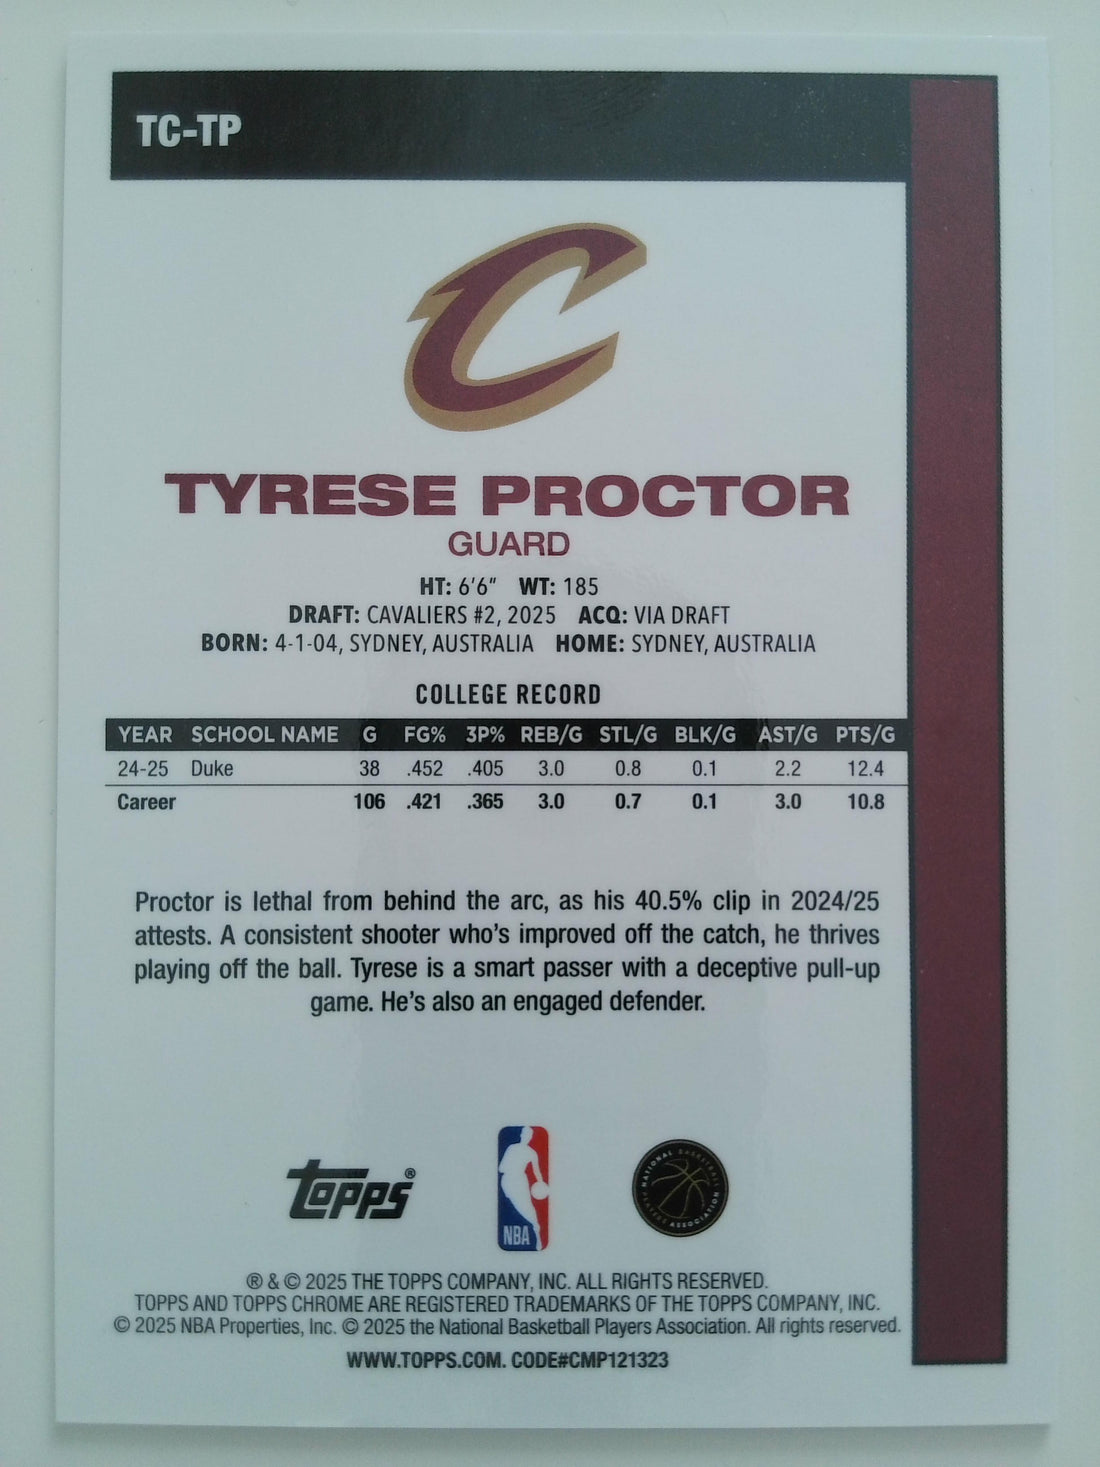 TC-TP
TYRESE PROCTOR
GUARD
HT: 6'6" WT: 185
DRAFT: CAVALIERS #2, 2025 ACQ: VIA DRAFT
BORN: 4-1-04, SYDNEY, AUSTRALIA HOME: SYDNEY, AUSTRALIA
COLLEGE RECORD
YEAR SCHOOL NAME G FG% 3P% REB/G STL/G BLK/G AST/G PTS/G
24-25 Duke 38 .452 .405 3.0 0.8 0.1 2.2 12.4
Career 106 .421 .365 3.0 0.7 0.1 3.0 10.8
Proctor is lethal from behind the arc, as his 40.5% clip in 2024/25
attests. A consistent shooter who's improved off the catch, he thrives
playing off the ball. Tyrese is a smart passer with a deceptive pull-up
game. He's also an engaged defender.
topps®
NBA
NATIONAL BASKETBALL PLAYERS ASSOCIATION
® & © 2025 THE TOPPS COMPANY, INC. ALL RIGHTS RESERVED.
TOPPS AND TOPPS CHROME ARE REGISTERED TRADEMARKS OF THE TOPPS COMPANY, INC.
© 2025 NBA Properties, Inc. © 2025 the National Basketball Players Association. All rights reserved.
WWW.TOPPS.COM. CODE#CMP121323